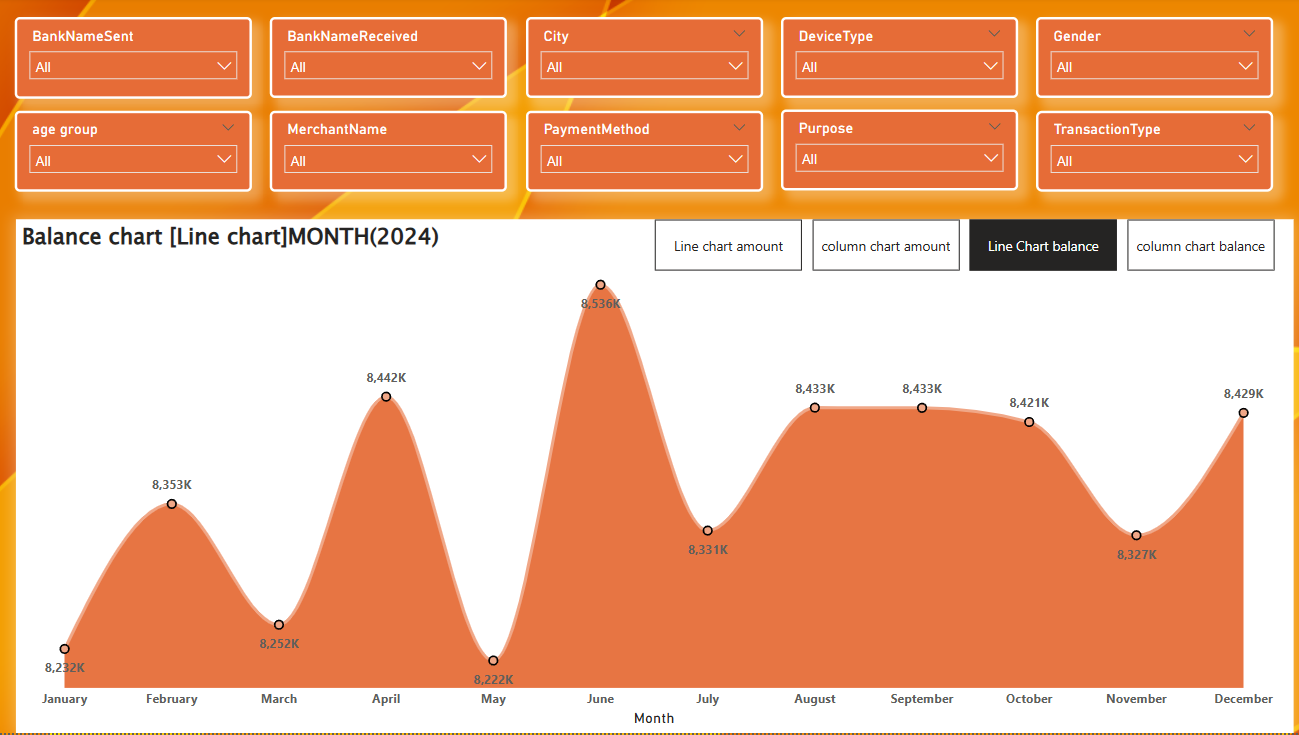 BankNameSent
BankNameReceived
City
DeviceType
Gender
All
All
All
All
All
age group
MerchantName
PaymentMethod
Purpose
TransactionType
All
All
All
All
All
Balance chart [Line chart]MONTH(2024)
Line chart amount
column chart amount
Line Chart balance
column chart balance
8,232K
8,353K
8,252K
8,442K
8,222K
8,536K
8,331K
8,433K
8,433K
8,421K
8,327K
8,429K
January
February
March
April
May
June
July
August
September
October
November
December
Month